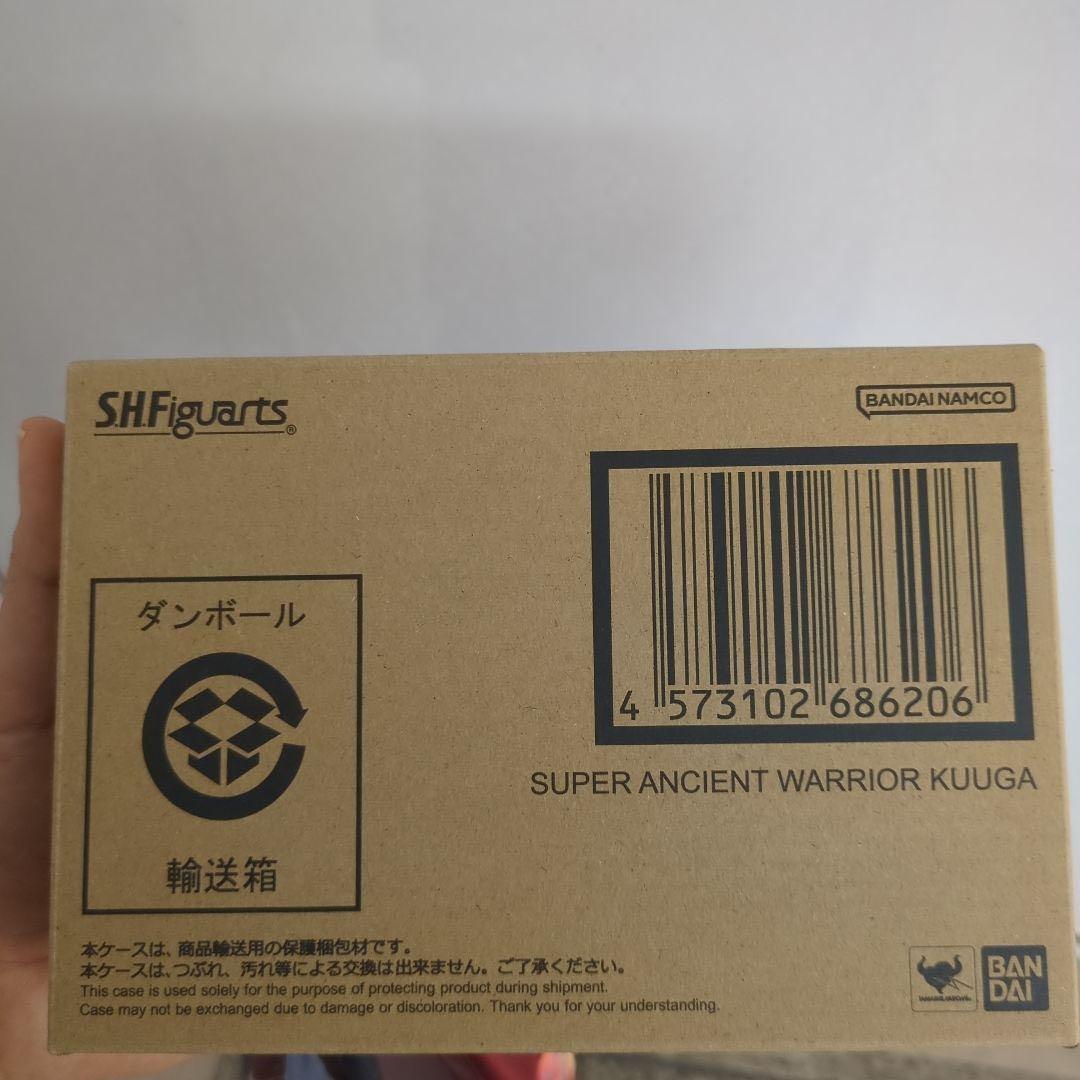 S.H.Figuarts®
BANDAI NAMCO
4 573102 686206
SUPER ANCIENT WARRIOR KUUGA
ダンボール
輸送箱
本ケースは、商品輸送用の保護梱包材です。
本ケースは、つぶれ、汚れ等による交換は出来ません。ご了承ください。
This case is used solely for the purpose of protecting product during shipment.
Case may not be exchanged due to damage or discoloration. Thank you for your understanding.
BAN
DAI